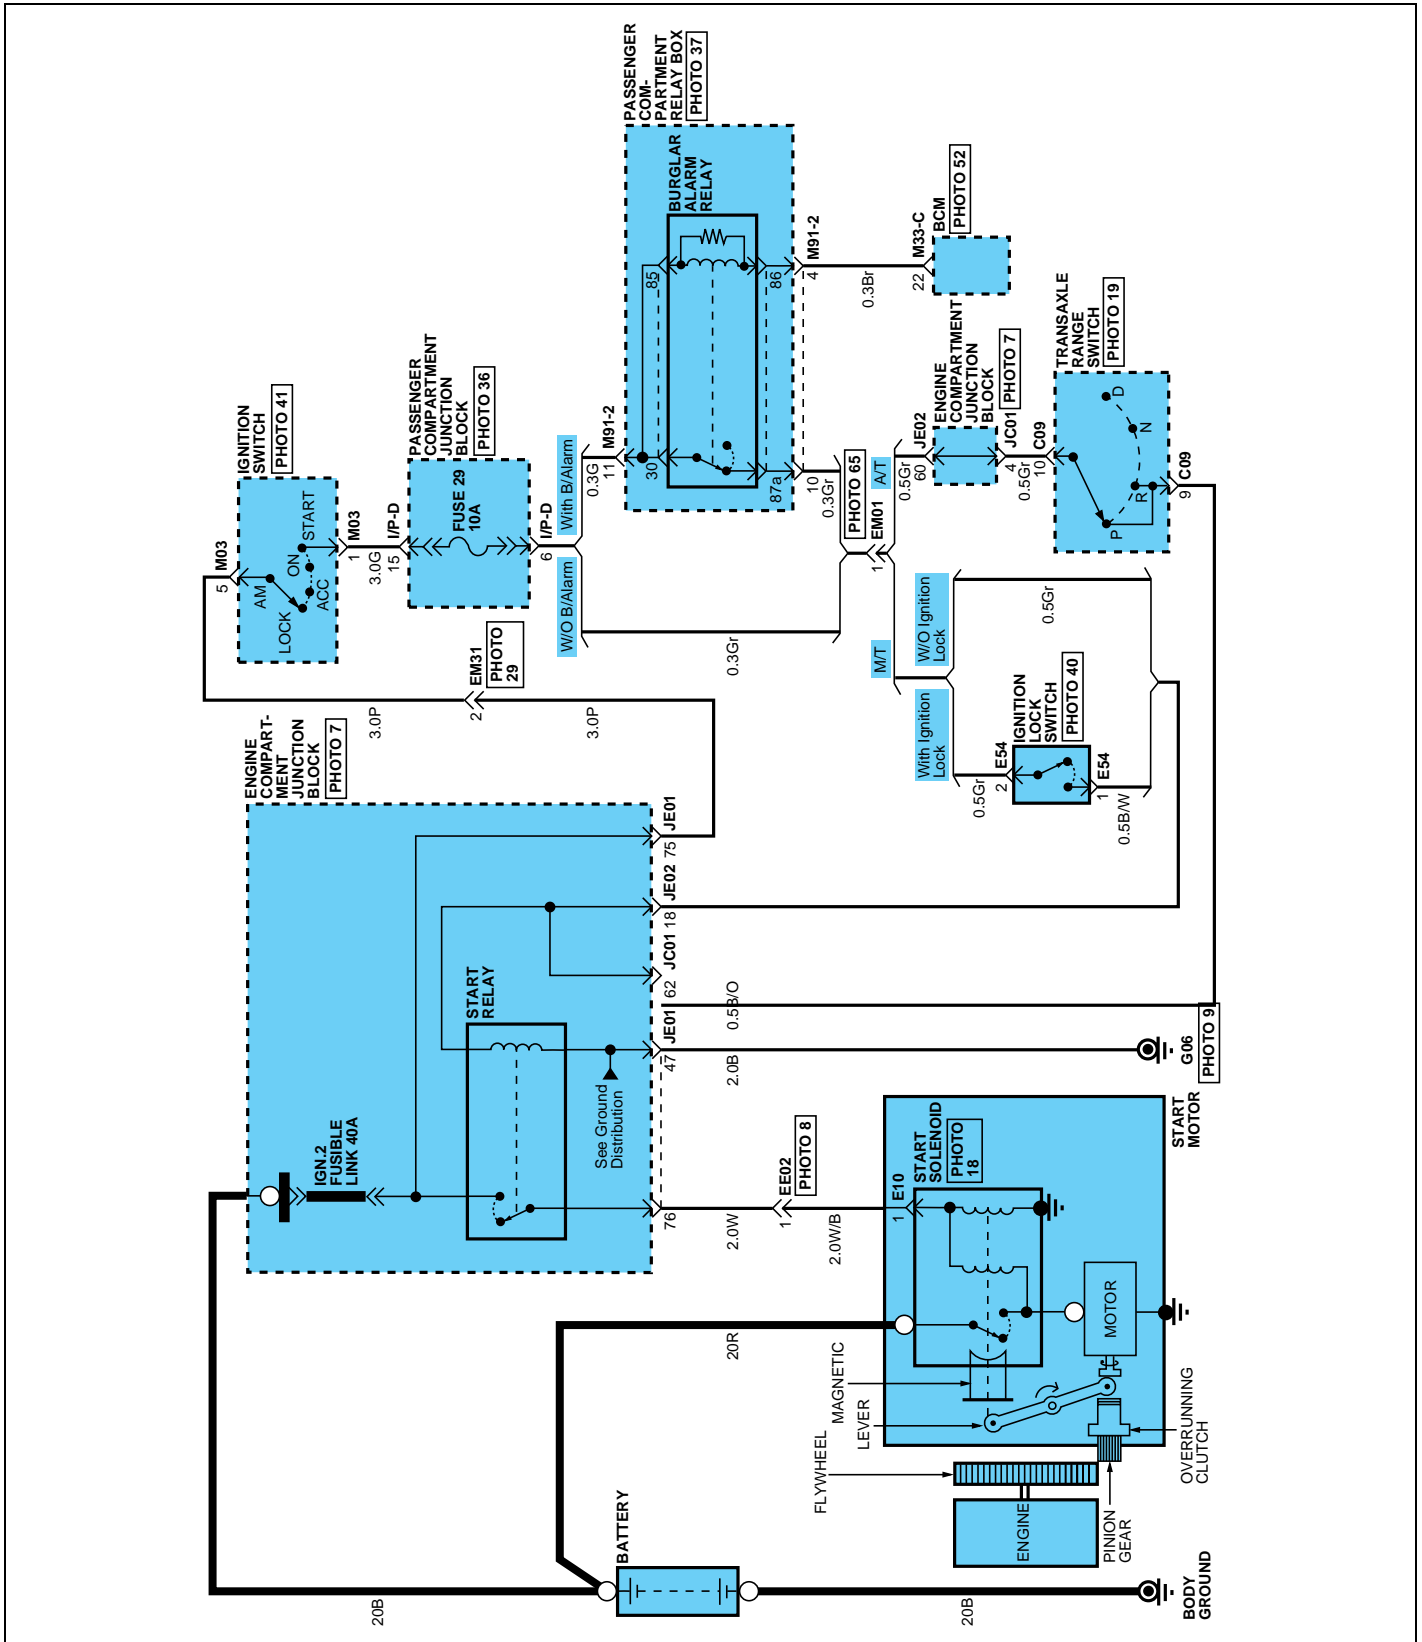 PASSENGER
COM-
PARTMENT
RELAY BOX
PHOTO 37
BURGLAR
ALARM
RELAY
85
30
86
87a
M91-2
11
0.3G
With B/Alarm
M91-2
4
0.3Br
22
M33-C
BCM
PHOTO 52
10
0.3Gr
IGNITION
SWITCH
PHOTO 41
M03
5
AM
LOCK
ACC
ON
START
M03
1
3.0G
15
I/P-D
PASSENGER
COMPARTMENT
JUNCTION
BLOCK
PHOTO 36
FUSE 29
10A
I/P-D
6
W/O B/Alarm
0.3Gr
PHOTO 65
EM01
1
A/T
M/T
0.5Gr
60
JE02
ENGINE
COMPARTMENT
JUNCTION
BLOCK
PHOTO 7
JC01
4
0.5Gr
10
C09
TRANSAXLE
RANGE
SWITCH
PHOTO 19
P
R
N
D
C09
9
W/O Ignition
Lock
0.5Gr
With Ignition
Lock
0.5Gr
2
E54
IGNITION
LOCK
SWITCH
PHOTO 40
E54
1
0.5B/W
3.0P
2
EM31
PHOTO
29
3.0P
ENGINE
COMPART-
MENT
JUNCTION
BLOCK
PHOTO 7
JE01
75
JE02
18
JC01
62
0.5B/O
JE01
47
2.0B
G06
PHOTO 9
START
RELAY
See Ground
Distribution
IGN.2
FUSIBLE
LINK 40A
76
2.0W
1
EE02
PHOTO 8
2.0W/B
E10
1
START
SOLENOID
PHOTO
18
START
MOTOR
MOTOR
20R
MAGNETIC
LEVER
FLYWHEEL
ENGINE
PINION
GEAR
OVERRUNNING
CLUTCH
BATTERY
20B
20B
BODY
GROUND